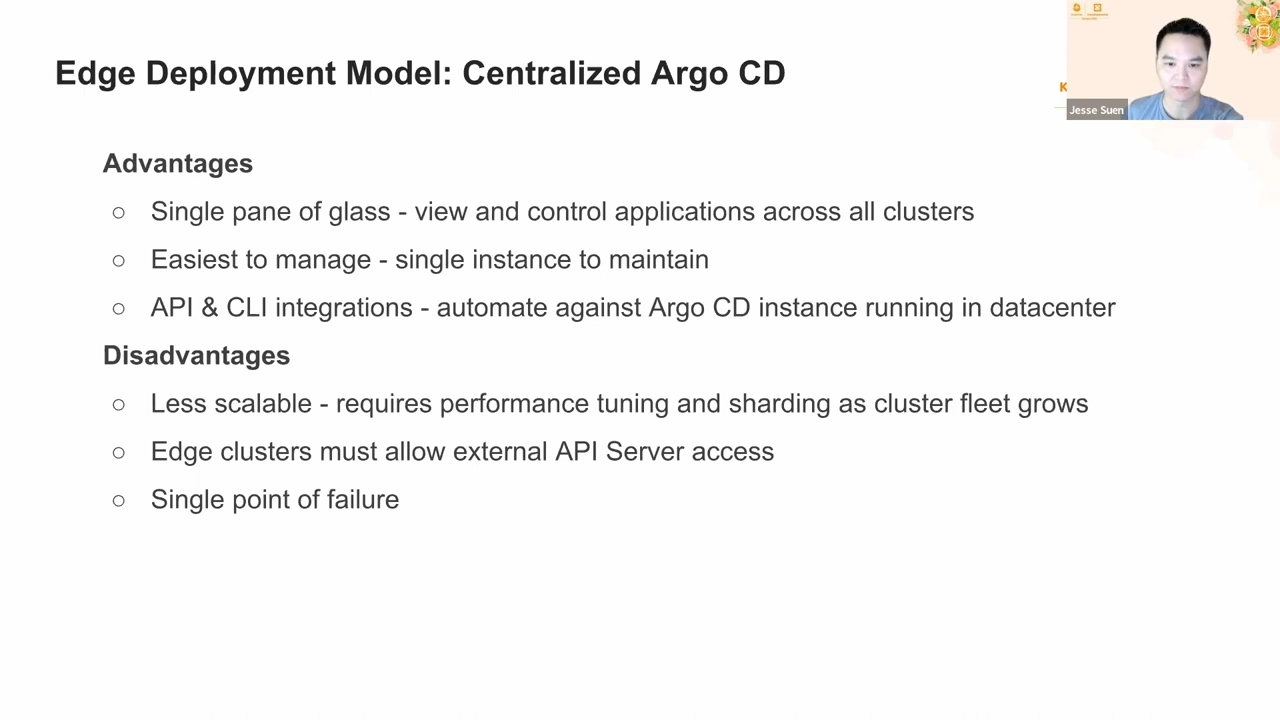 Edge Deployment Model: Centralized Argo CD
K
Jesse Suen
Advantages
○ Single pane of glass - view and control applications across all clusters
○ Easiest to manage - single instance to maintain
○ API & CLI integrations - automate against Argo CD instance running in datacenter
Disadvantages
○ Less scalable - requires performance tuning and sharding as cluster fleet grows
○ Edge clusters must allow external API Server access
○ Single point of failure